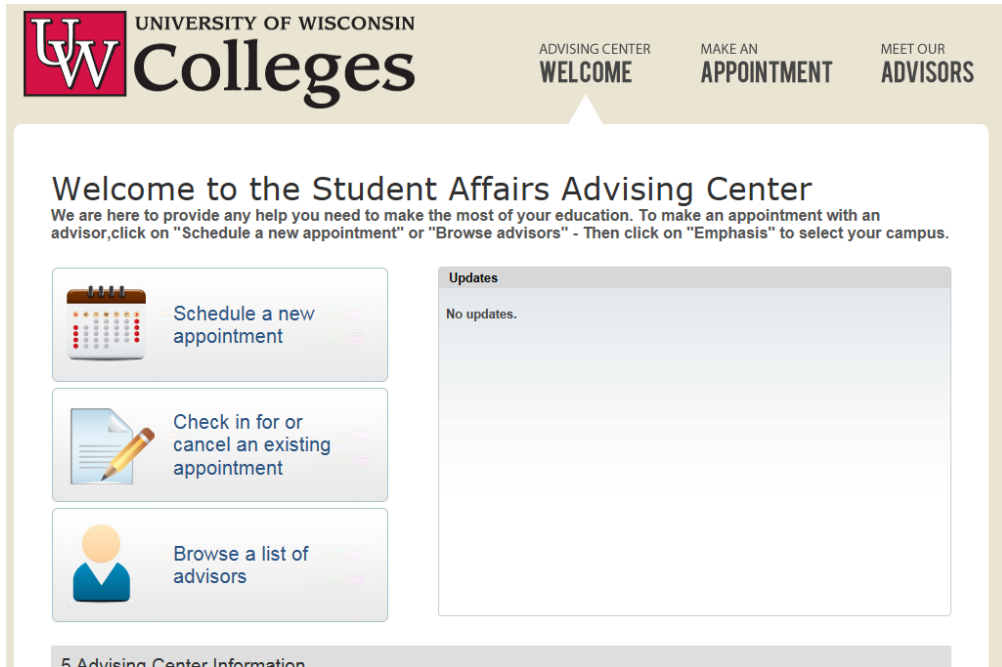 UW
UNIVERSITY OF WISCONSIN
Colleges
ADVISING CENTER
WELCOME
MAKE AN
APPOINTMENT
MEET OUR
ADVISORS
Welcome to the Student Affairs Advising Center
We are here to provide any help you need to make the most of your education. To make an appointment with an
advisor,click on "Schedule a new appointment" or "Browse advisors" - Then click on "Emphasis" to select your campus.
Schedule a new
appointment
Check in for or
cancel an existing
appointment
Browse a list of
advisors
Updates
No updates.
5 Advising Center Information